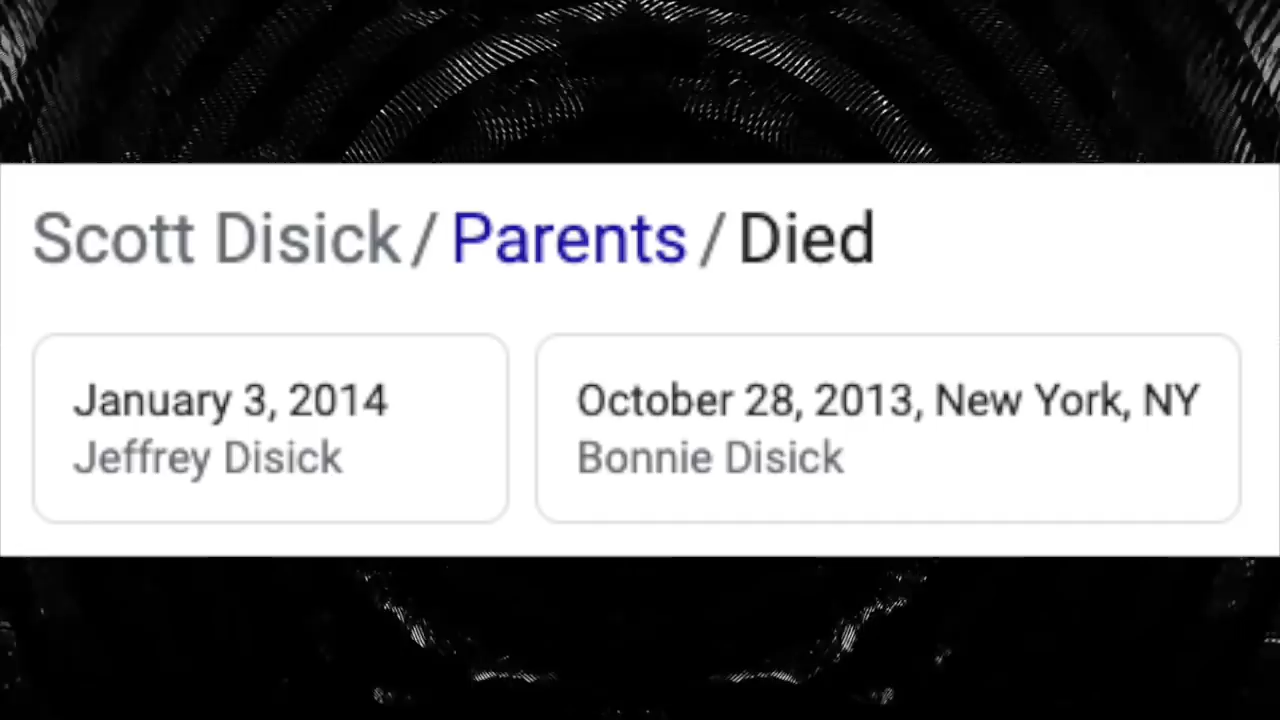 Scott Disick / Parents / Died
January 3, 2014
Jeffrey Disick
October 28, 2013, New York, NY
Bonnie Disick